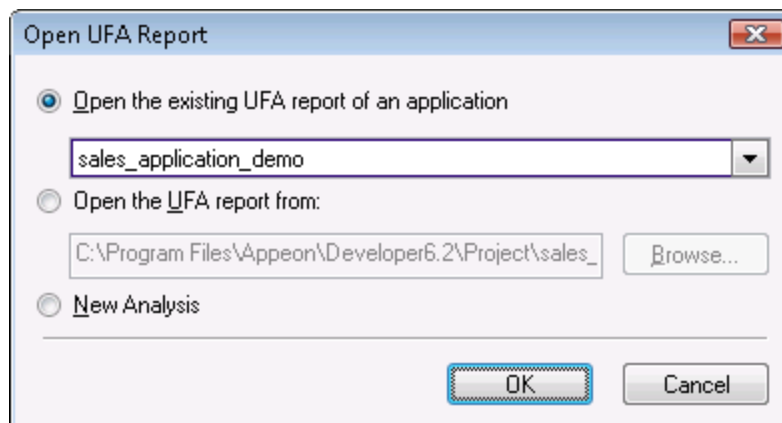 Open UFA Report
Open the existing UFA report of an application
sales_application_demo
Open the UFA report from:
C:\Program Files\Appeon\Developer6.2\Project\sales_
Browse...
New Analysis
OK
Cancel